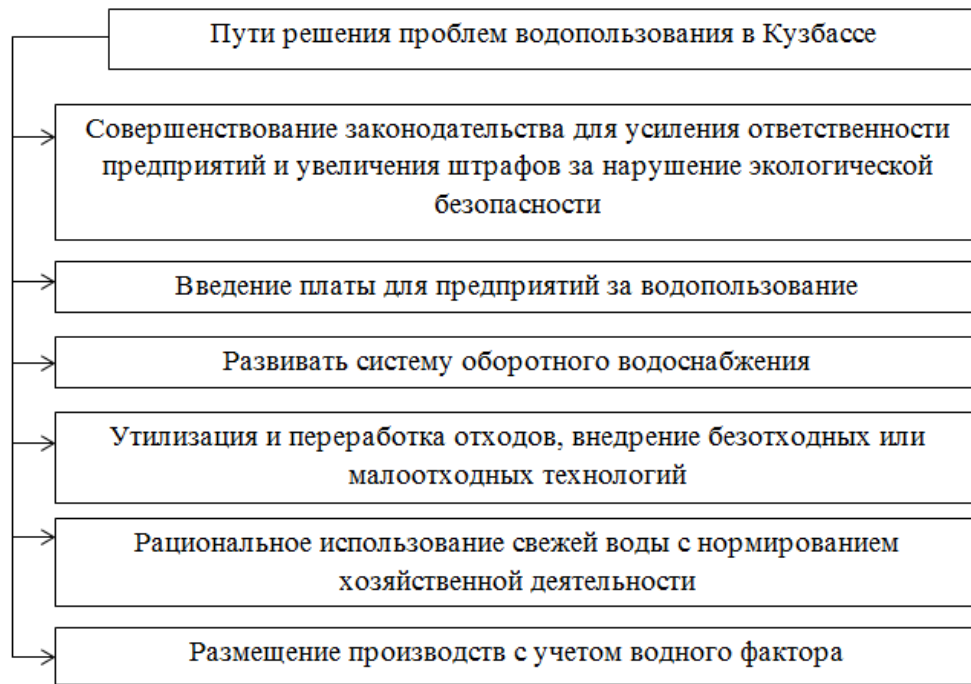 Пути решения проблем водопользования в Кузбассе
Совершенствование законодательства для усиления ответственности
предприятий и увеличения штрафов за нарушение экологической
безопасности
Введение платы для предприятий за водопользование
Развивать систему оборотного водоснабжения
Утилизация и переработка отходов, внедрение безотходных или
малоотходных технологий
Рациональное использование свежей воды с нормированием
хозяйственной деятельности
Размещение производств с учетом водного фактора